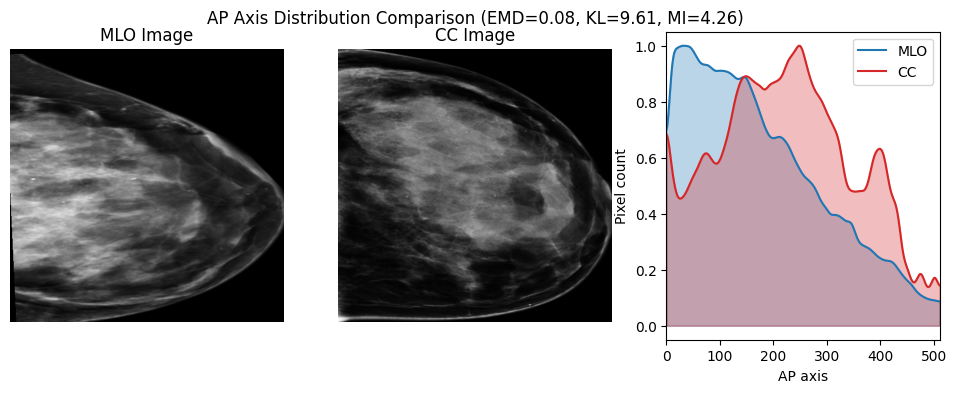 AP Axis Distribution Comparison (EMD=0.08, KL=9.61, MI=4.26)
MLO Image
CC Image
MLO
CC
Pixel count
1.0
0.8
0.6
0.4
0.2
0.0
0 100 200 300 400 500
AP axis